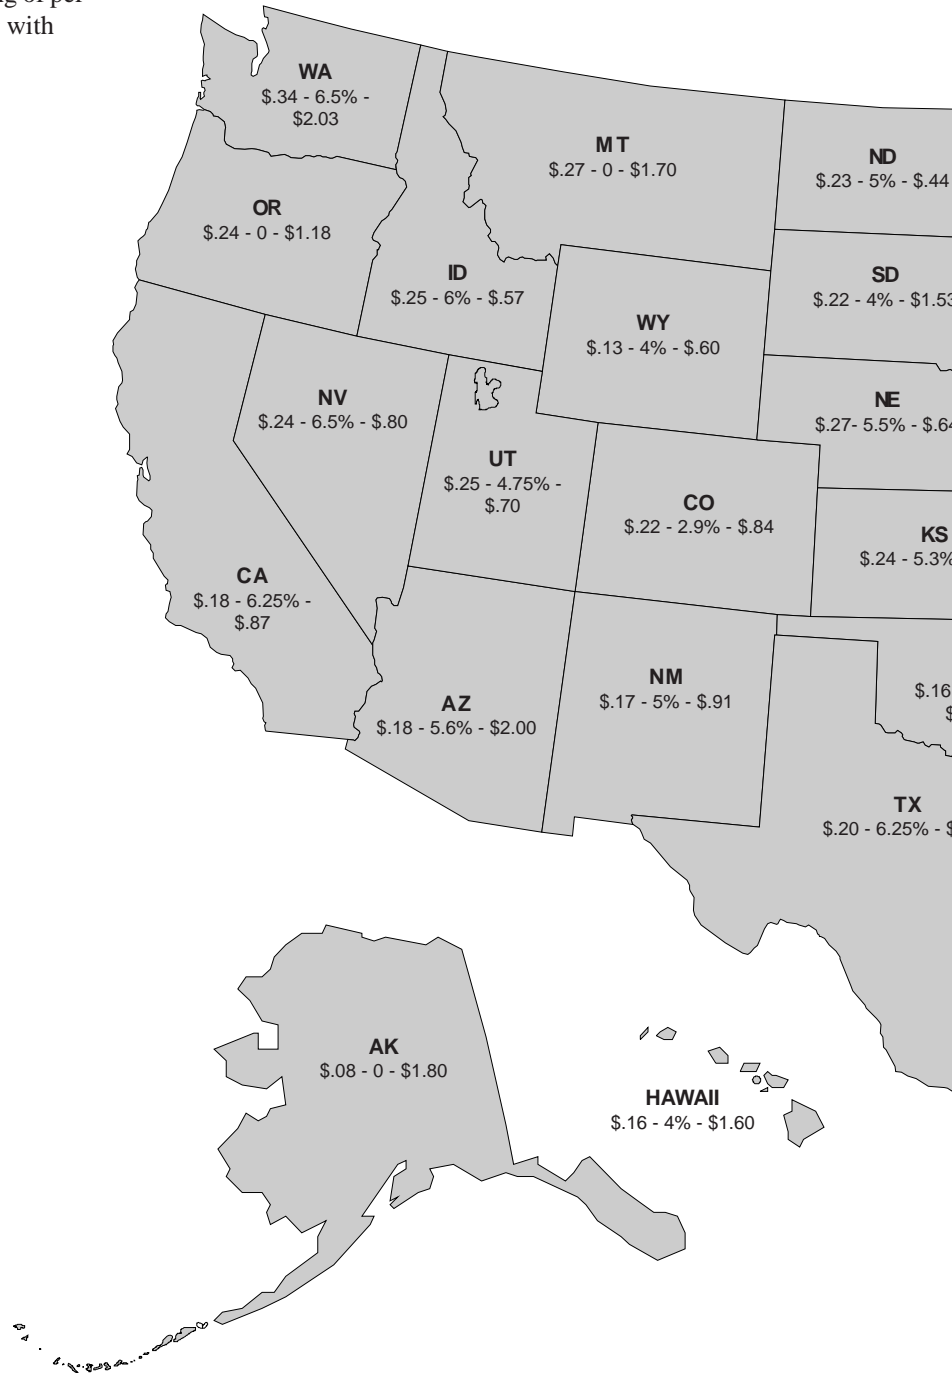 g of per
with
WA
$.34 - 6.5% -
$2.03
MT
$.27 - 0 - $1.70
ND
$.23 - 5% - $.44
OR
$.24 - 0 - $1.18
ID
$.25 - 6% - $.57
SD
$.22 - 4% - $1.53
WY
$.13 - 4% - $.60
NV
$.24 - 6.5% - $.80
NE
$.27- 5.5% - $.64
UT
$.25 - 4.75% -
$.70
CO
$.22 - 2.9% - $.84
KS
$.24 - 5.3%
CA
$.18 - 6.25% -
$.87
AZ
$.18 - 5.6% - $2.00
NM
$.17 - 5% - $.91
$.16
TX
$.20 - 6.25% - $
AK
$.08 - 0 - $1.80
HAWAII
$.16 - 4% - $1.60